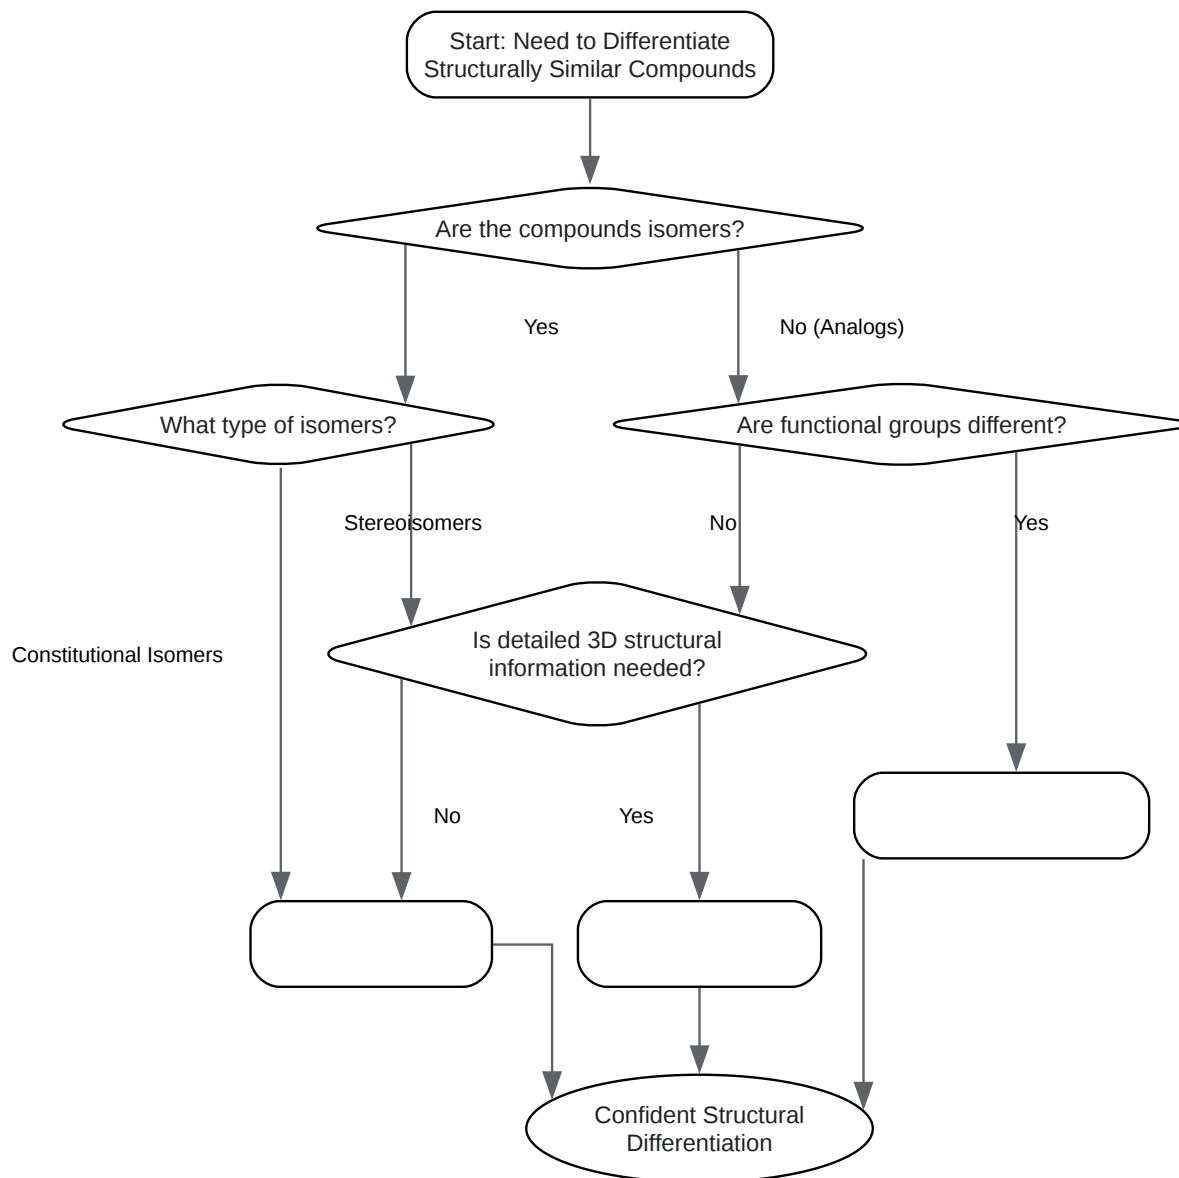 Start: Need to Differentiate
Structurally Similar Compounds
Are the compounds isomers?
Yes
No (Analogs)
What type of isomers?
Are functional groups different?
Stereoisomers
No
Yes
Is detailed 3D structural
information needed?
Constitutional Isomers
No
Yes
Confident Structural
Differentiation